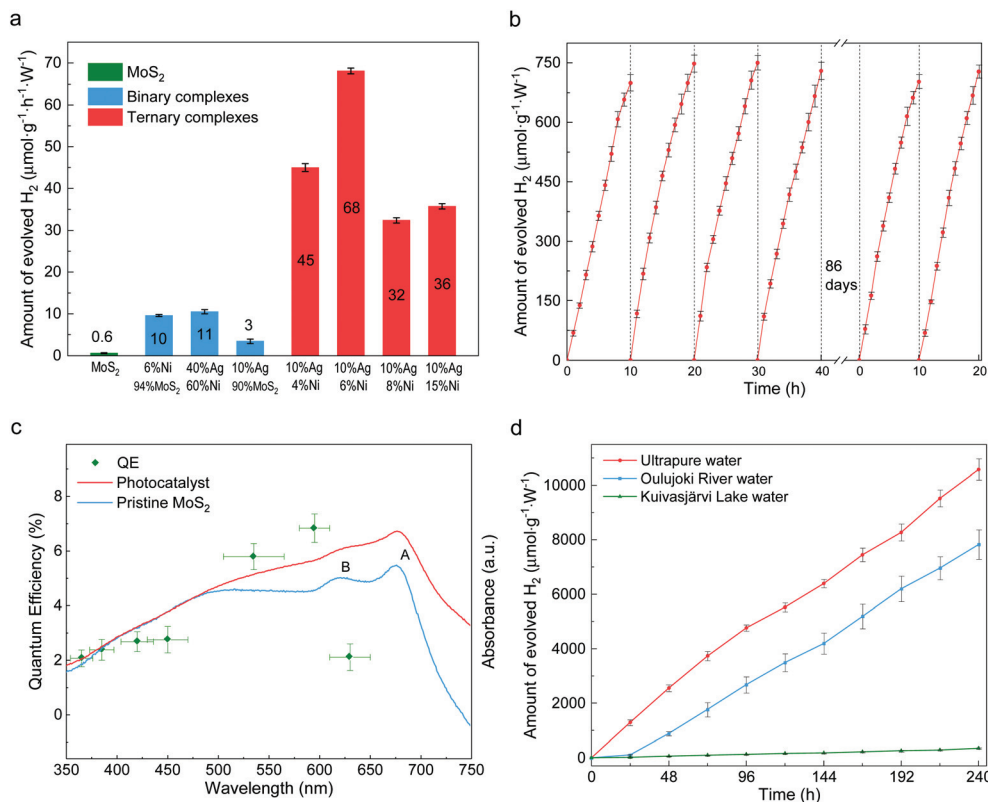 a
Amount of evolved H₂ (μmol·g⁻¹·h⁻¹·W⁻¹)
70
60
50
40
30
20
10
0
MoS₂
Binary complexes
Ternary complexes
0.6
10
11
3
45
68
32
36
MoS₂
6%Ni
94%MoS₂
40%Ag
60%Ni
10%Ag
90%MoS₂
10%Ag
4%Ni
10%Ag
6%Ni
10%Ag
8%Ni
10%Ag
15%Ni
b
Amount of evolved H₂ (μmol·g⁻¹·W⁻¹)
750
600
450
300
150
0
86
days
0 10 20 30 40 0 10 20
Time (h)
c
Quantum Efficiency (%)
8
6
4
2
0
QE
Photocatalyst
Pristine MoS₂
B
A
Absorbance (a.u.)
350 400 450 500 550 600 650 700 750
Wavelength (nm)
d
Amount of evolved H₂ (μmol·g⁻¹·W⁻¹)
10000
8000
6000
4000
2000
0
Ultrapure water
Oulujoki River water
Kuivasjärvi Lake water
0 48 96 144 192 240
Time (h)